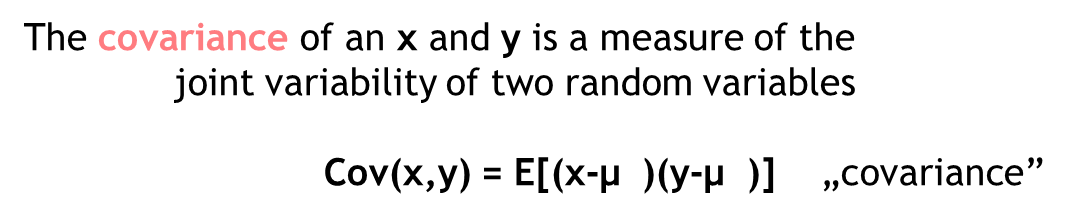 The covariance of an x and y is a measure of the
joint variability of two random variables
Cov(x,y) = E[(x-μ )(y-μ )] „covariance”